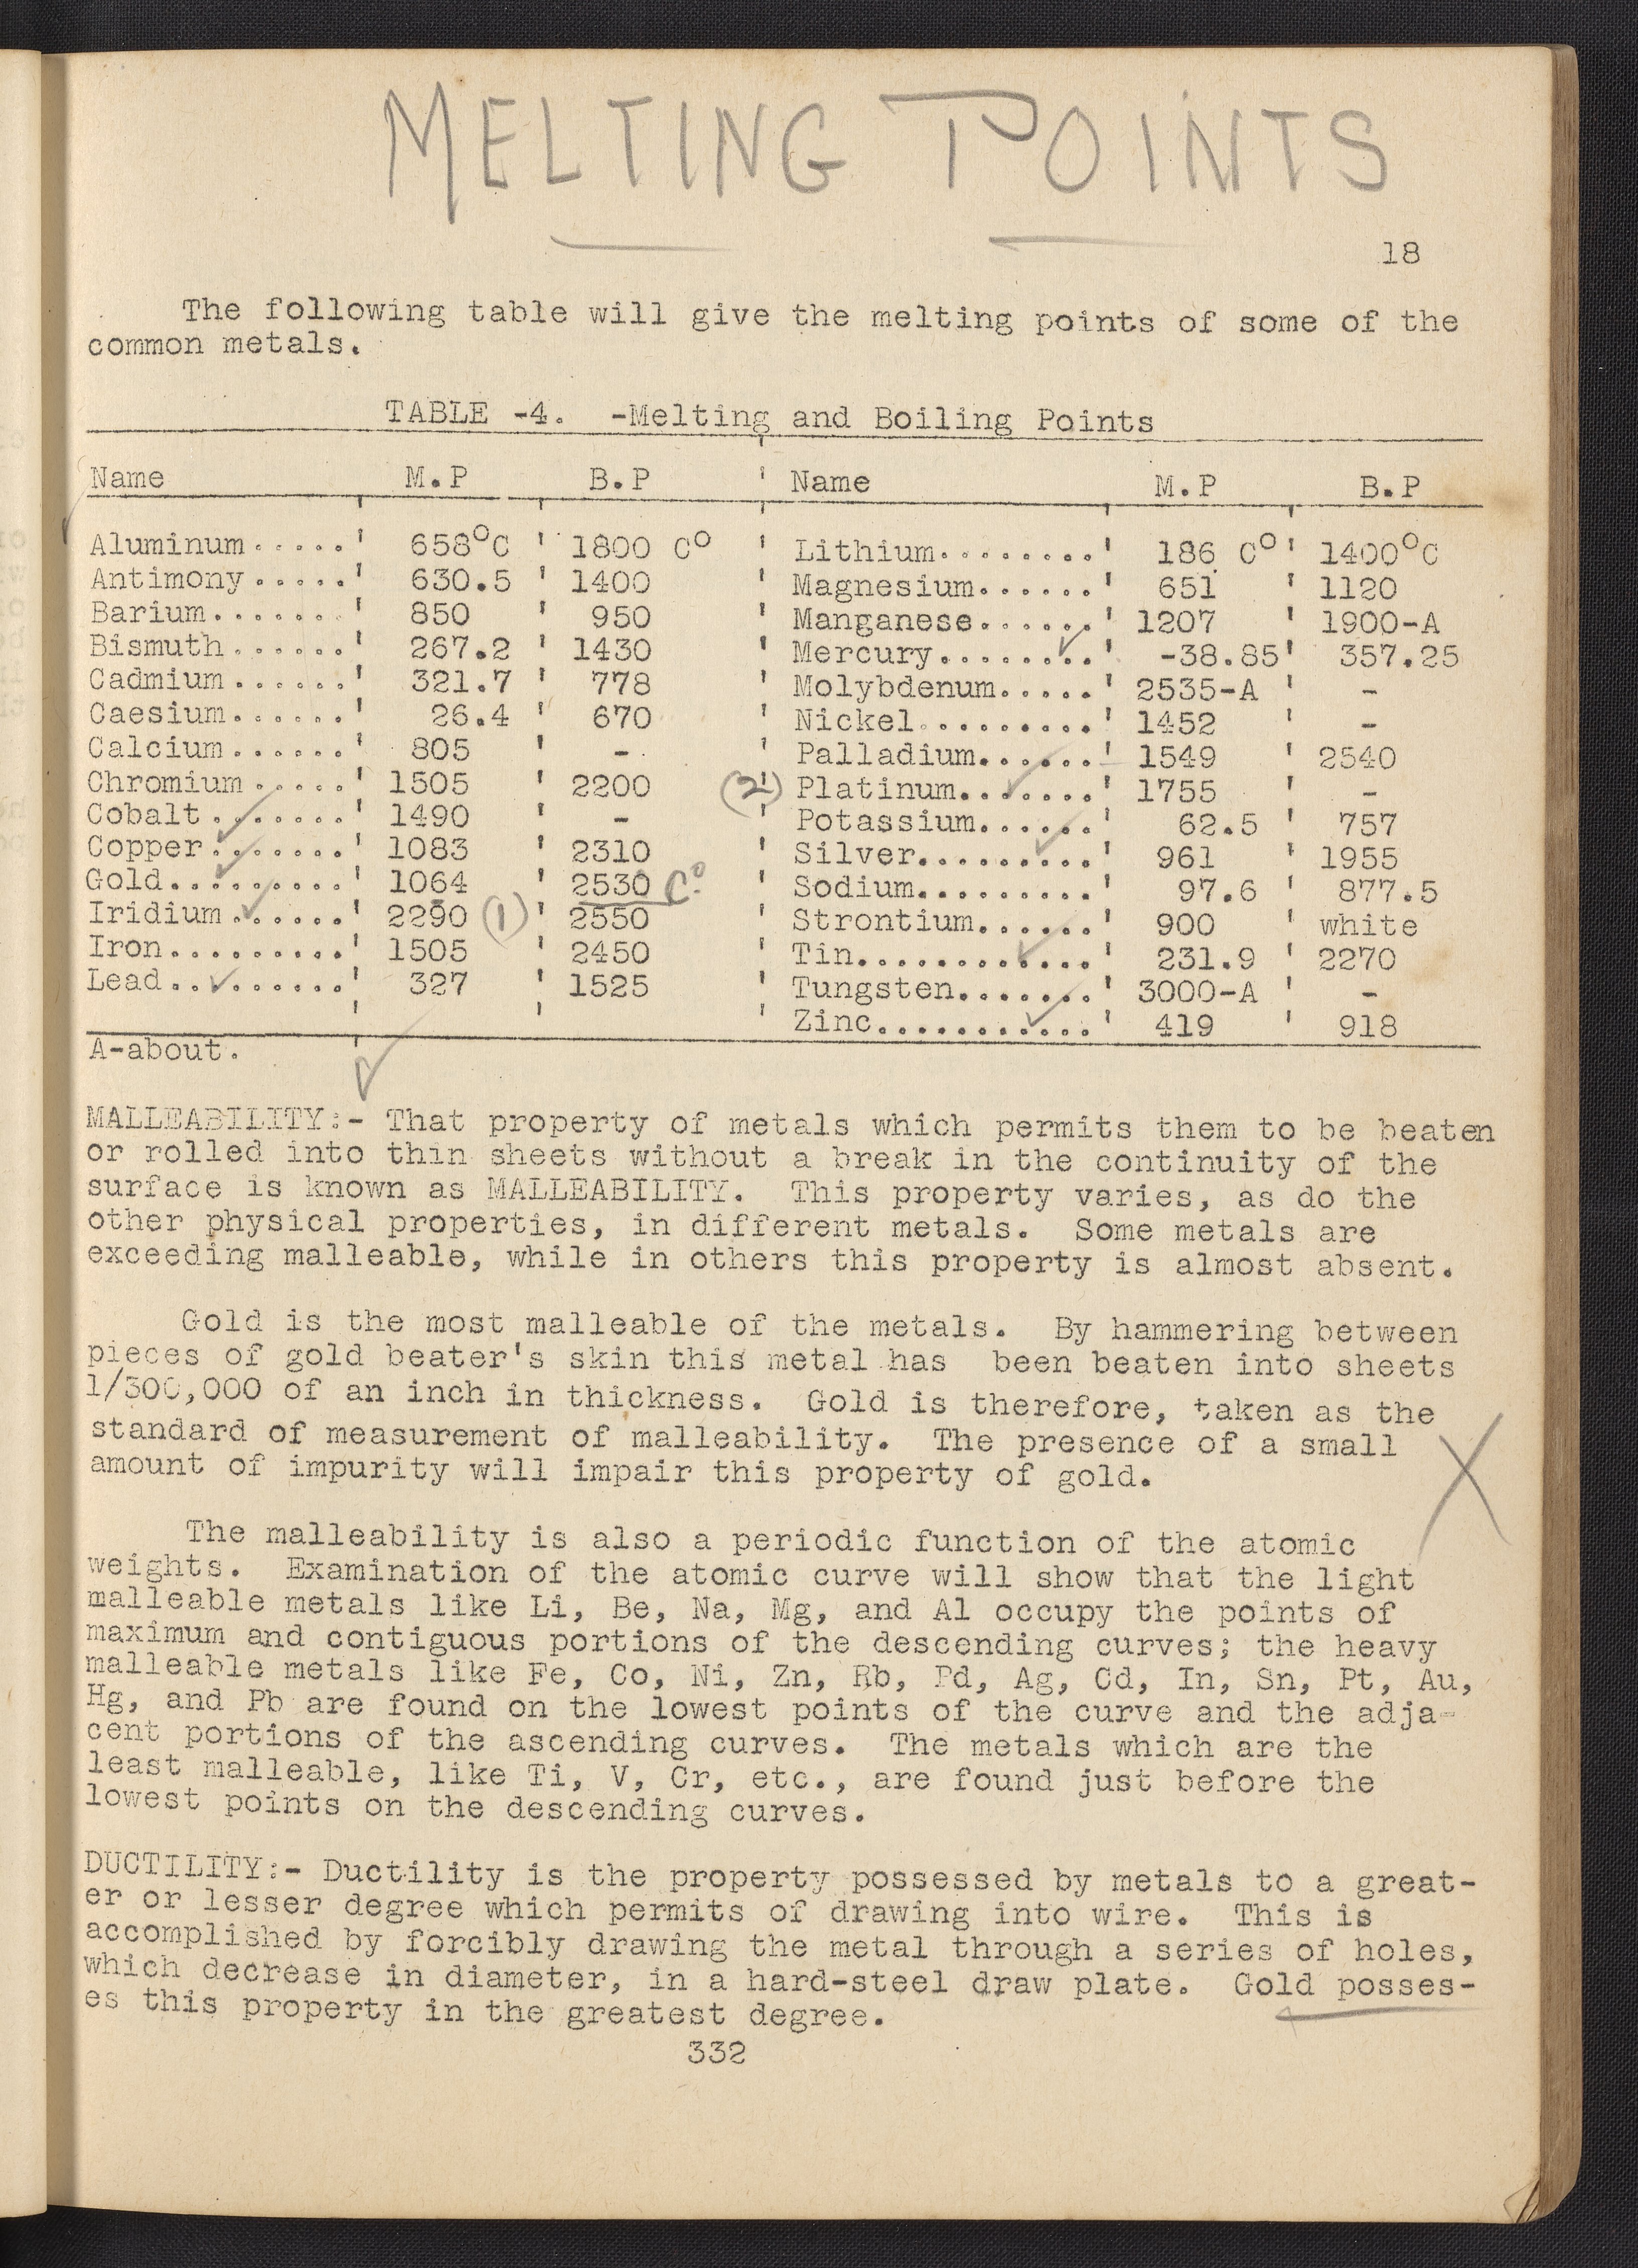 MELTING POINTS
18
The following table will give the melting points of some of the
common metals.
TABLE -4. -Melting and Boiling Points
Name M.P B.P ' Name M.P B.P
Aluminum.....' 658°C ' 1800 C° ' Lithium........' 186 C°' 1400°C
Antimony.....' 630.5 ' 1400 ' Magnesium......' 651 ' 1120
Barium.......' 850 ' 950 ' Manganese......' 1207 ' 1900-A
Bismuth......' 267.2 ' 1430 ' Mercury........' -38.85' 357.25
Cadmium......' 321.7 ' 778 ' Molybdenum.....' 2535-A ' -
Caesium......' 26.4 ' 670 ' Nickel.........' 1452 ' -
Calcium......' 805 ' - ' Palladium......' 1549 ' 2540
Chromium.....' 1505 ' 2200 (2') Platinum.......' 1755 ' -
Cobalt.......' 1490 ' - ' Potassium......' 62.5 ' 757
Copper.......' 1083 ' 2310 ' Silver.........' 961 ' 1955
Gold.........' 1064 ' 2530 C° ' Sodium.........' 97.6 ' 877.5
Iridium......' 2290 (1)' 2550 ' Strontium......' 900 ' white
Iron.........' 1505 ' 2450 ' Tin............' 231.9 ' 2270
Lead.........' 327 ' 1525 ' Tungsten.......' 3000-A ' -
Zinc...........' 419 ' 918
A-about.
MALLEABILITY:- That property of metals which permits them to be beaten
or rolled into thin sheets without a break in the continuity of the
surface is known as MALLEABILITY. This property varies, as do the
other physical properties, in different metals. Some metals are
exceeding malleable, while in others this property is almost absent.
Gold is the most malleable of the metals. By hammering between
pieces of gold beater's skin this metal has been beaten into sheets
1/300,000 of an inch in thickness. Gold is therefore, taken as the
standard of measurement of malleability. The presence of a small
amount of impurity will impair this property of gold.
X
The malleability is also a periodic function of the atomic
weights. Examination of the atomic curve will show that the light
malleable metals like Li, Be, Na, Mg, and Al occupy the points of
maximum and contiguous portions of the descending curves; the heavy
malleable metals like Fe, Co, Ni, Zn, Rb, Pd, Ag, Cd, In, Sn, Pt, Au,
Hg, and Pb are found on the lowest points of the curve and the adja-
cent portions of the ascending curves. The metals which are the
least malleable, like Ti, V, Cr, etc., are found just before the
lowest points on the descending curves.
DUCTILITY:- Ductility is the property possessed by metals to a great-
er or lesser degree which permits of drawing into wire. This is
accomplished by forcibly drawing the metal through a series of holes,
which decrease in diameter, in a hard-steel draw plate. Gold posses-
es this property in the greatest degree.
332